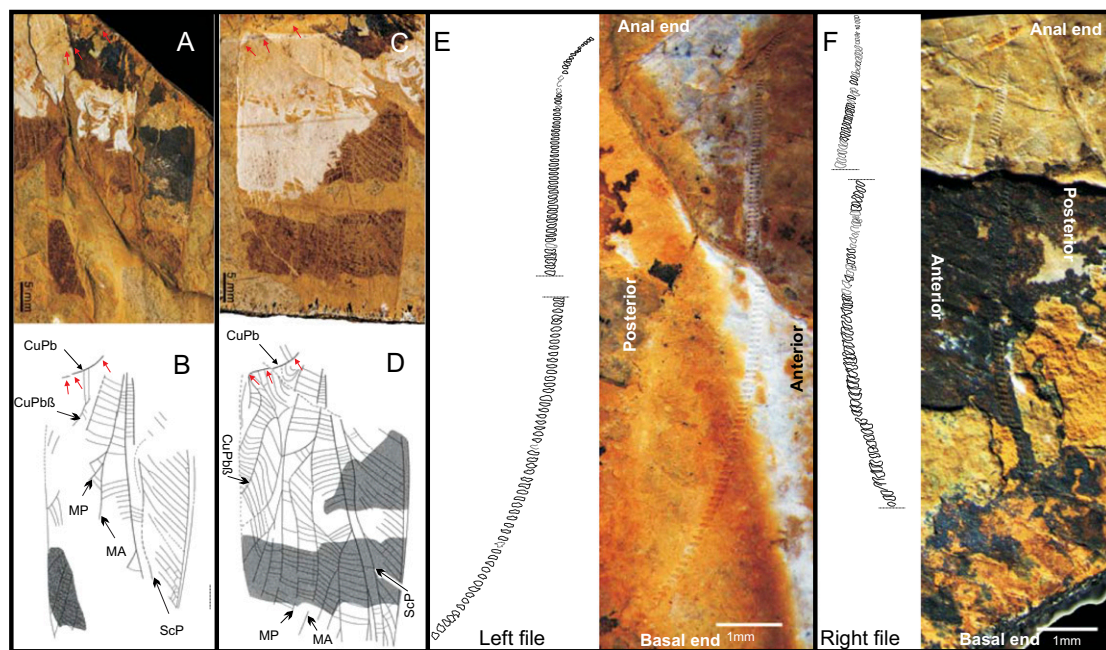 A
5 mm
B
CuPb
CuPbß
MP
MA
ScP
C
5 mm
D
CuPb
CuPbß
MP
MA
ScP
E
Left file
Anal end
Posterior
Anterior
Basal end
1mm
F
Right file
Anal end
Posterior
Anterior
Basal end
1mm